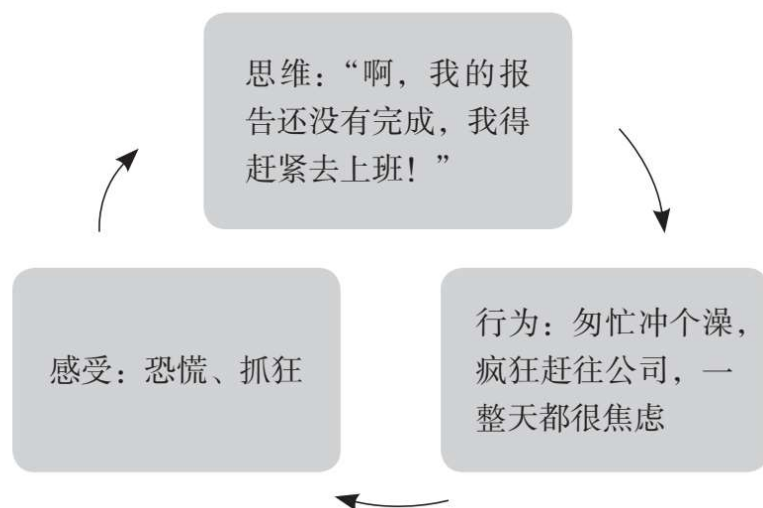 思维：“啊，我的报
告还没有完成，我得
赶紧去上班！”
行为：匆忙冲个澡，
疯狂赶往公司，一
整天都很焦虑
感受：恐慌、抓狂